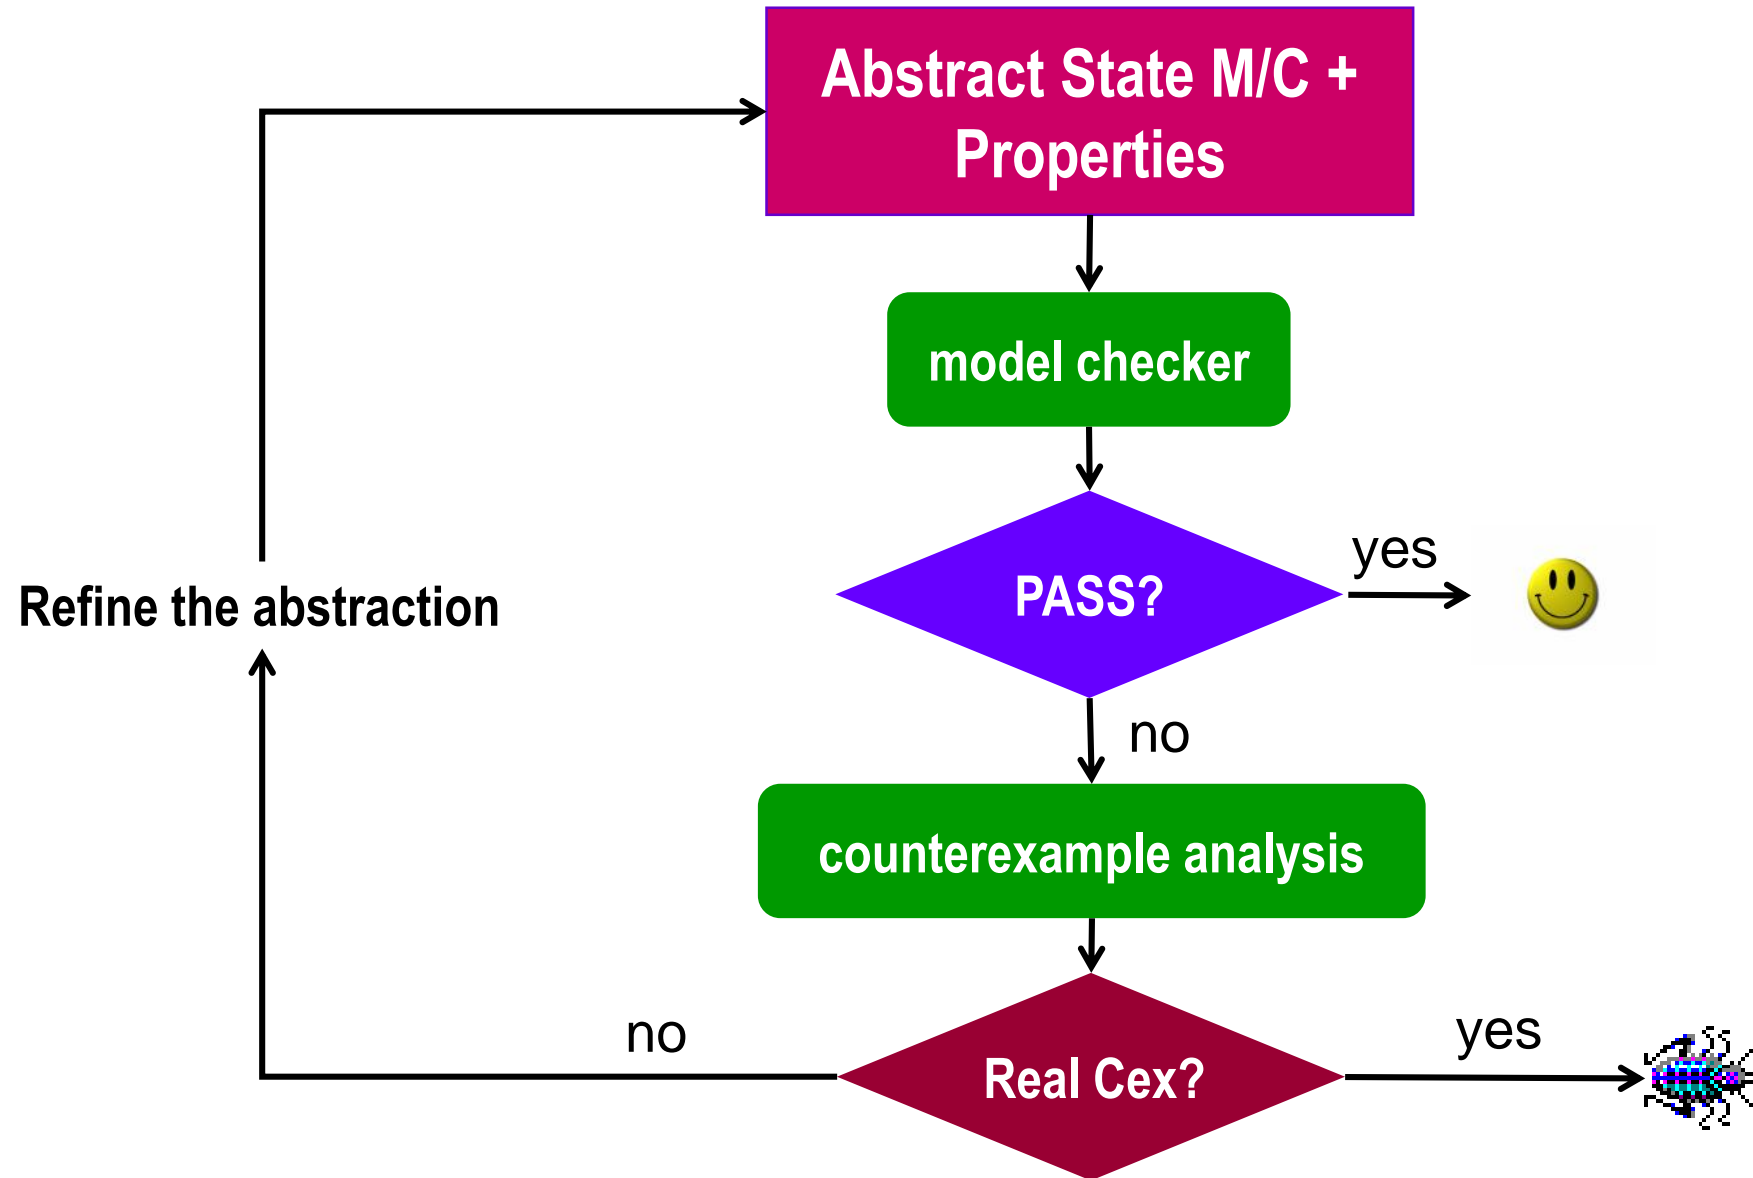 Abstract State M/C +
Properties
model checker
PASS?
yes
Refine the abstraction
no
counterexample analysis
no
Real Cex?
yes